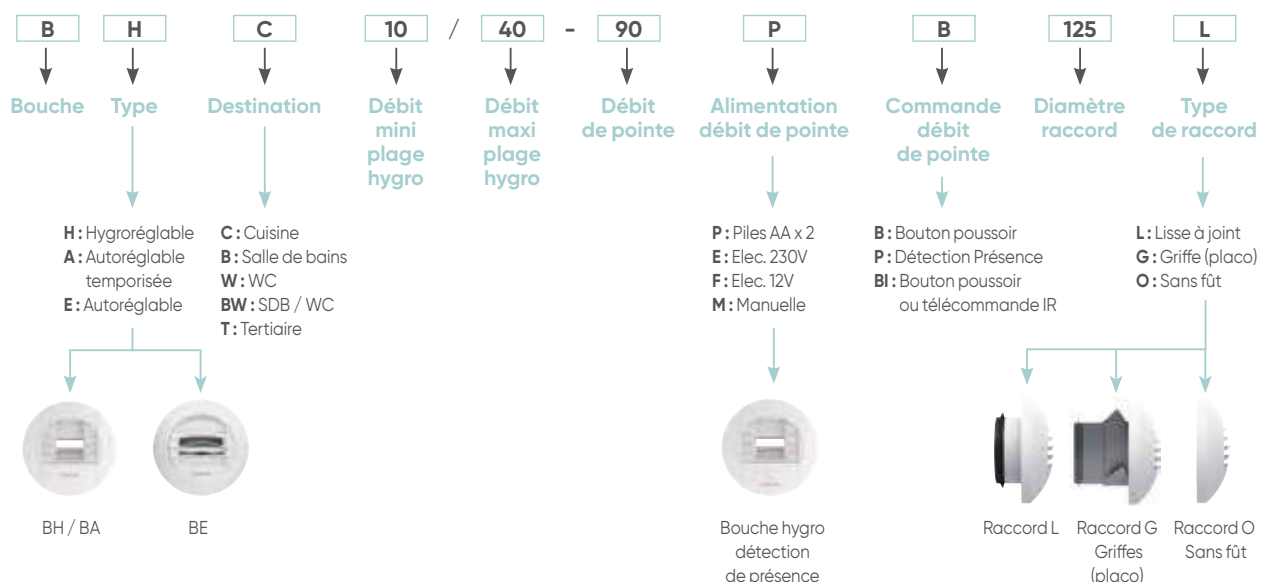 B H C 10 / 40 - 90 P B 125 L
Bouche
Type
Destination
Débit
mini
plage
hygro
Débit
maxi
plage
hygro
Débit
de pointe
Alimentation
débit de pointe
Commande
débit
de pointe
Diamètre
raccord
Type
de raccord
H : Hygroréglable
A : Autoréglable
temporisée
E : Autoréglable
C : Cuisine
B : Salle de bains
W : WC
BW : SDB / WC
T : Tertiaire
P : Piles AA x 2
E : Elec. 230V
F : Elec. 12V
M : Manuelle
B : Bouton poussoir
P : Détection Présence
BI : Bouton poussoir
ou télécommande IR
L : Lisse à joint
G : Griffe (placo)
O : Sans fût
BH / BA
BE
Bouche hygro
détection
de présence
Raccord L
Raccord G
Griffes
(placo)
Raccord O
Sans fût